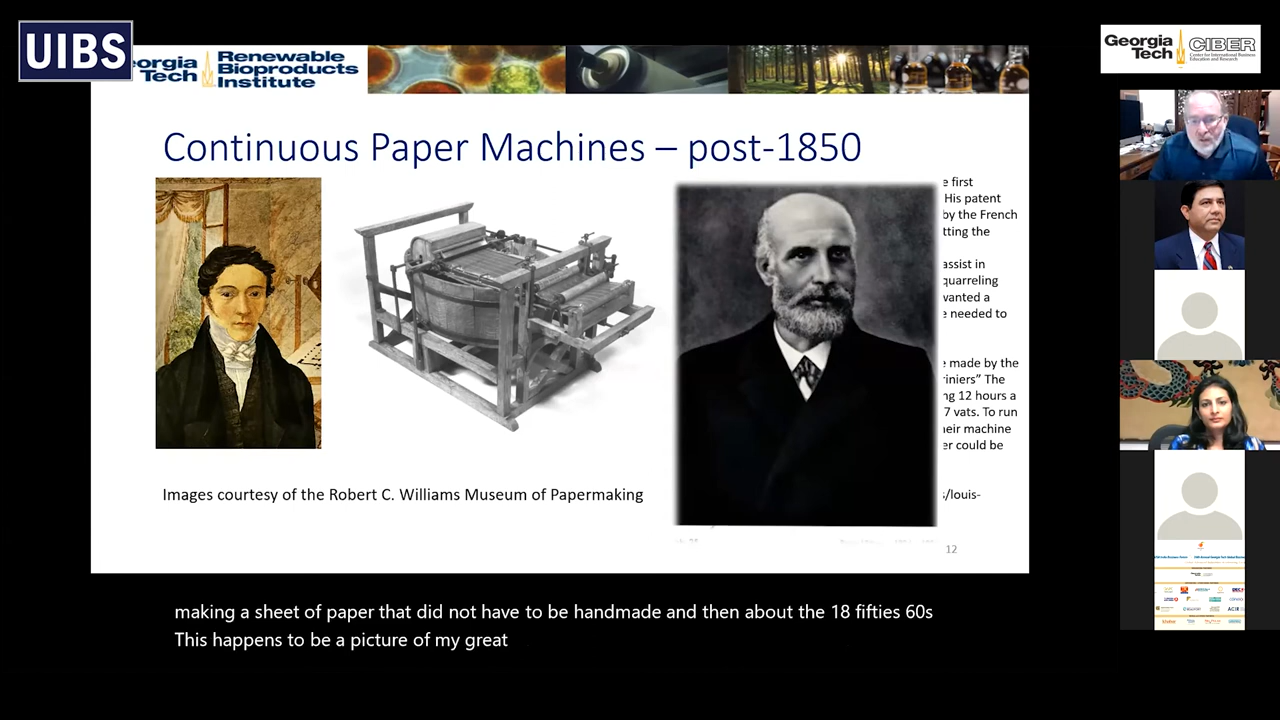 UIBS
Georgia Tech
Renewable Bioproducts Institute
Georgia Tech
CIBER
Center for International Business
Education and Research
Continuous Paper Machines – post-1850
e first
His patent
by the French
tting the
assist in
quarreling
wanted a
e needed to
e made by the
riniers” The
ng 12 hours a
7 vats. To run
heir machine
er could be
Images courtesy of the Robert C. Williams Museum of Papermaking
s/louis-
12
making a sheet of paper that did not have to be handmade and then about the 18 fifties 60s
This happens to be a picture of my great